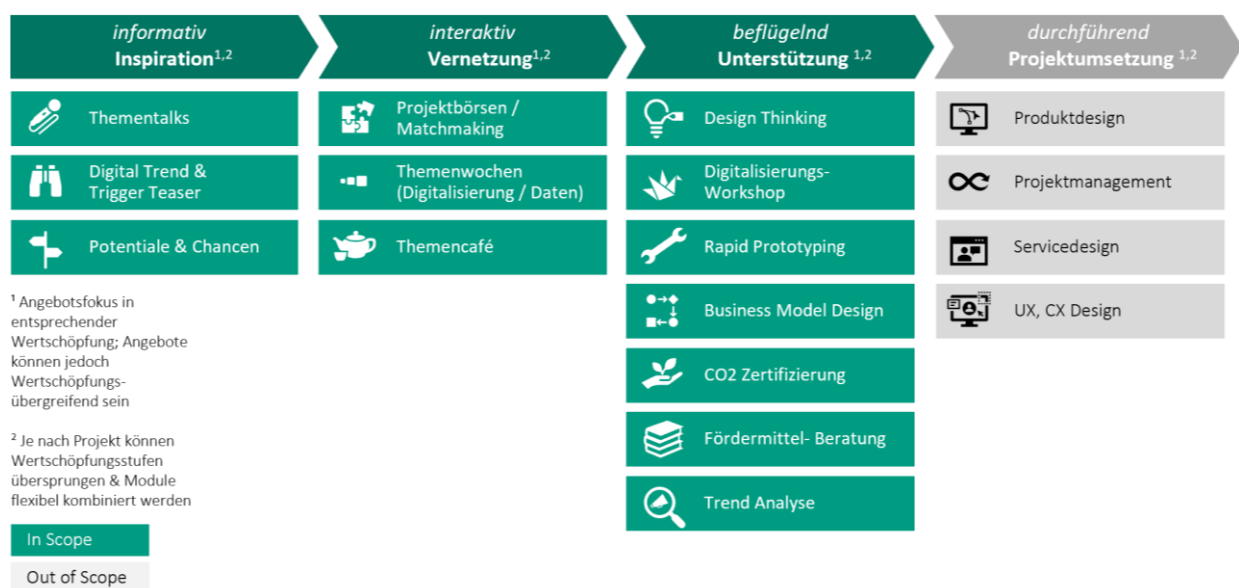 informativ
Inspiration1,2
interaktiv
Vernetzung1,2
beflügelnd
Unterstützung 1,2
durchführend
Projektumsetzung 1,2
Thementalks
Digital Trend &
Trigger Teaser
Potentiale & Chancen
Projektbörsen /
Matchmaking
Themenwochen
(Digitalisierung / Daten)
Themencafé
Design Thinking
Digitalisierungs-
Workshop
Rapid Prototyping
Business Model Design
CO2 Zertifizierung
Fördermittel- Beratung
Trend Analyse
Produktdesign
Projektmanagement
Servicedesign
UX, CX Design
1 Angebotsfokus in
entsprechender
Wertschöpfung; Angebote
können jedoch
Wertschöpfungs-
übergreifend sein
2 Je nach Projekt können
Wertschöpfungsstufen
übersprungen & Module
flexibel kombiniert werden
In Scope
Out of Scope